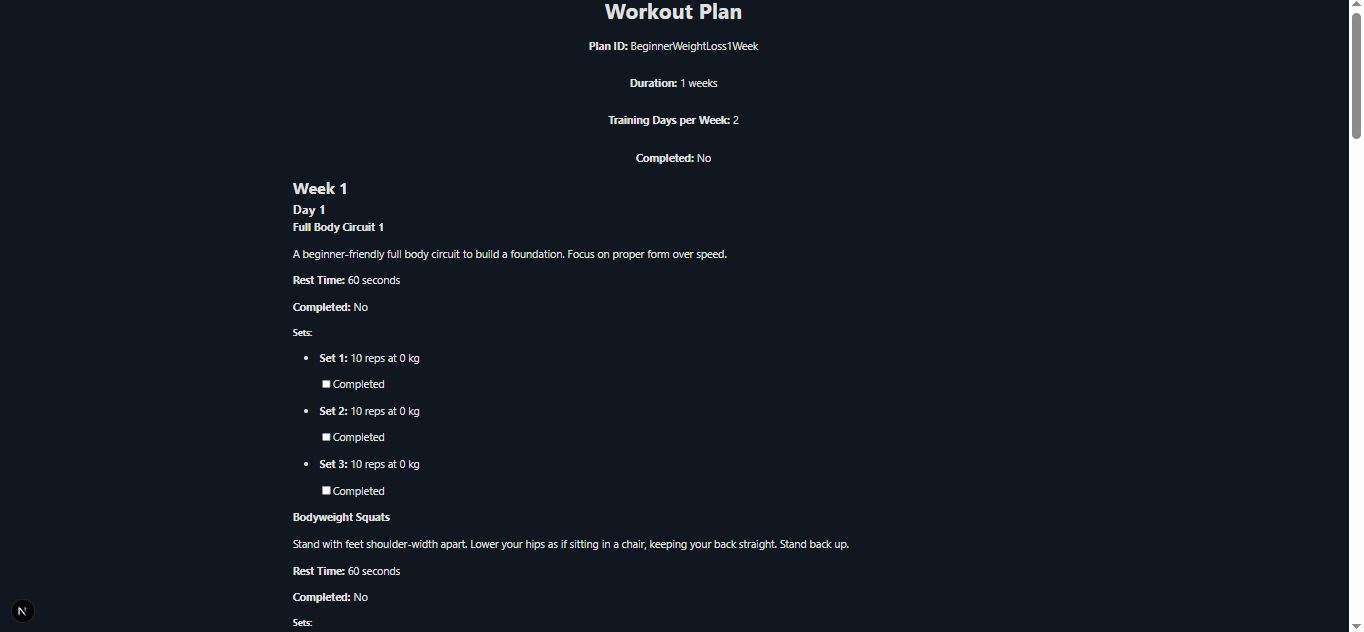 Workout Plan
Plan ID: BeginnerWeightLoss1Week
Duration: 1 weeks
Training Days per Week: 2
Completed: No
Week 1
Day 1
Full Body Circuit 1
A beginner-friendly full body circuit to build a foundation. Focus on proper form over speed.
Rest Time: 60 seconds
Completed: No
Sets:
Set 1: 10 reps at 0 kg
Completed
Set 2: 10 reps at 0 kg
Completed
Set 3: 10 reps at 0 kg
Completed
Bodyweight Squats
Stand with feet shoulder-width apart. Lower your hips as if sitting in a chair, keeping your back straight. Stand back up.
Rest Time: 60 seconds
Completed: No
Sets:
N